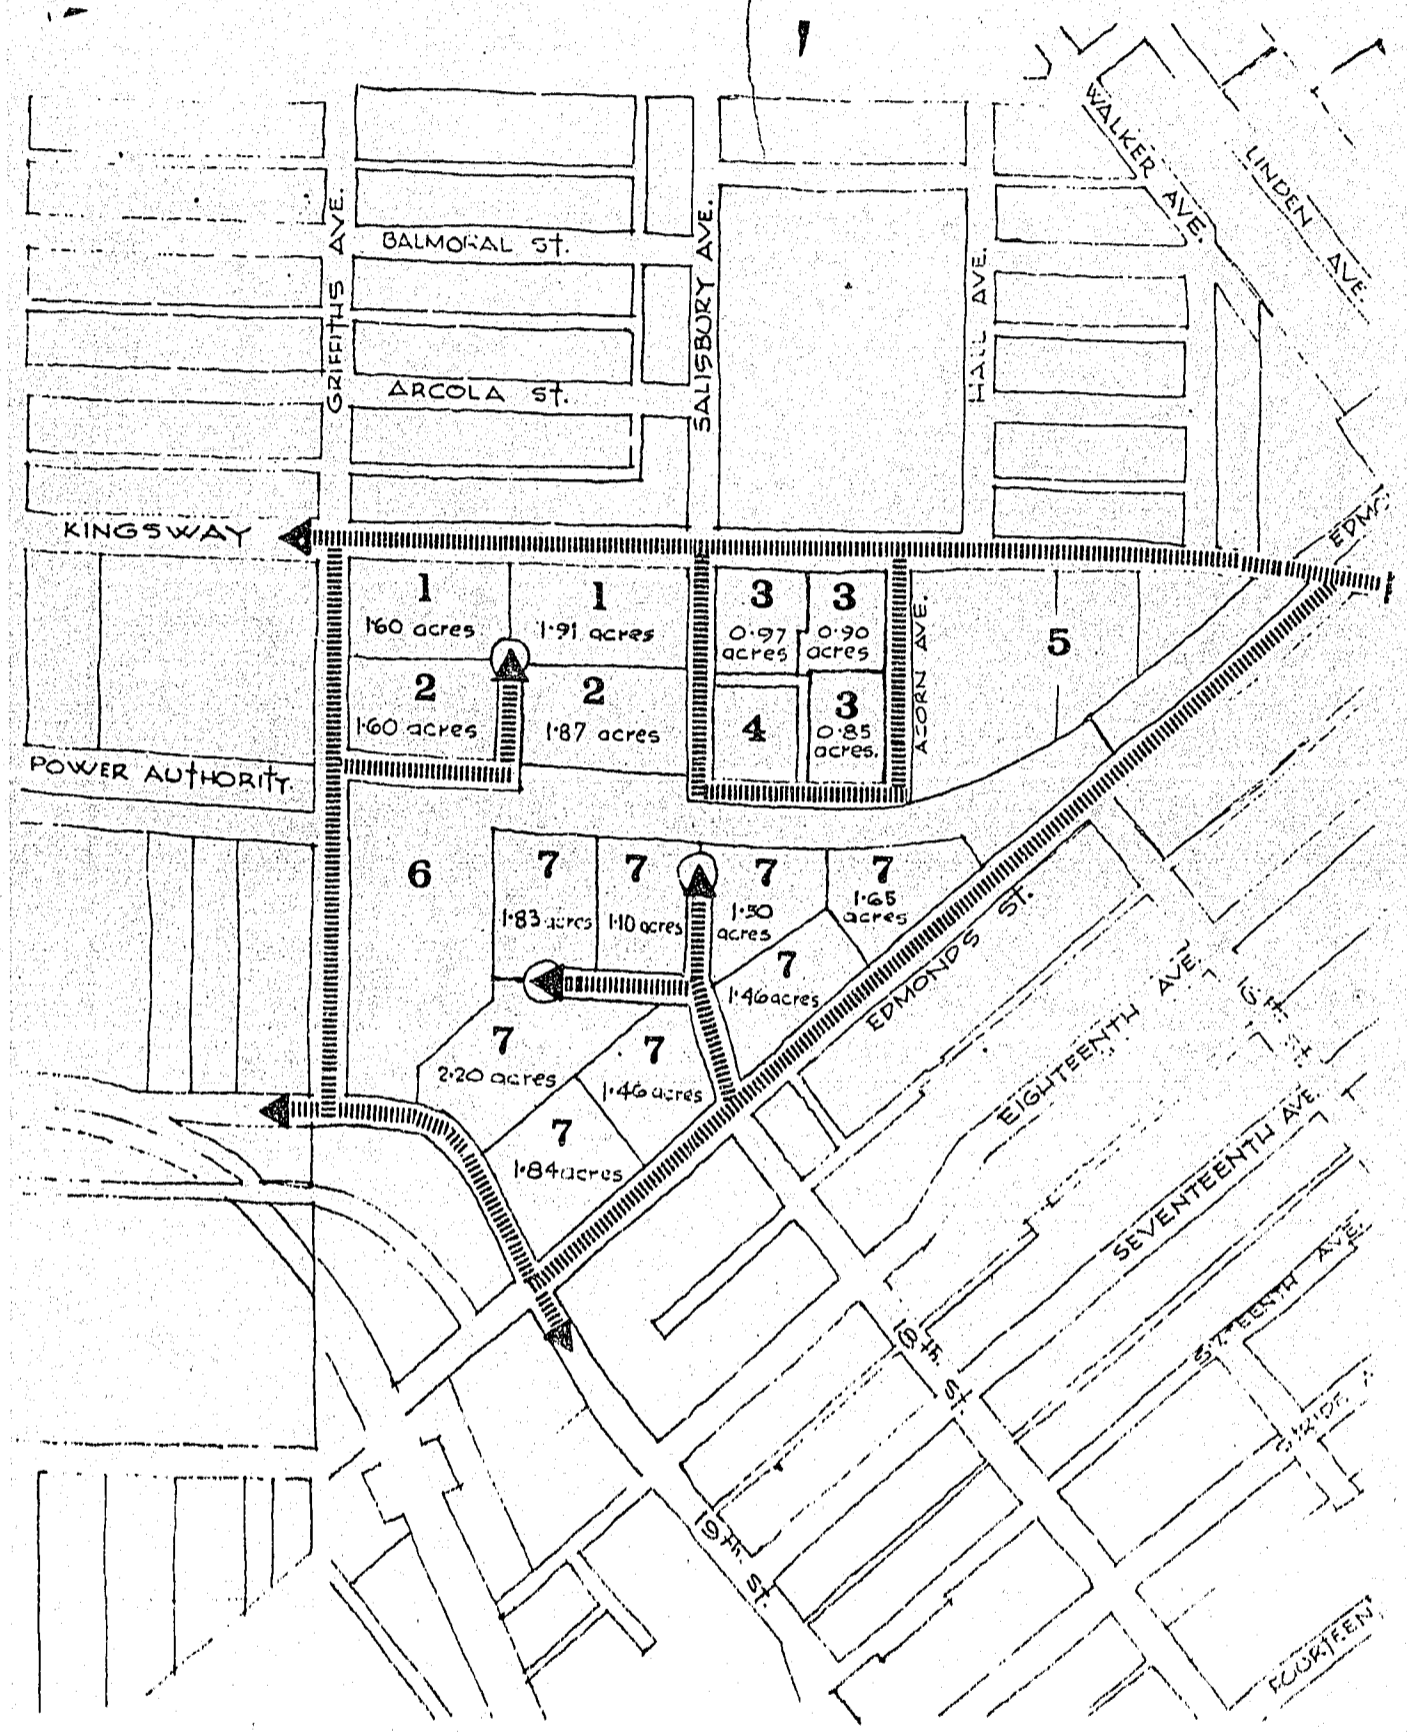 WALKER AVE.
LINDEN AVE.
GRIFFITHS AVE.
BALMORAL St.
SALISBURY AVE.
HALL AVE.
ARCOLA St.
KINGSWAY
1
1.60 acres
1
1.91 acres
3
0.97
acres
3
0.90
acres
ACORN AVE.
5
2
1.60 acres
2
1.87 acres
4
3
0.85
acres.
POWER AUTHORITY.
6
7
1.83 acres
7
1.10 acres
7
1.50
acres
7
1.65
acres
7
1.46 acres
EDMONDS St.
EIGHTEENTH AVE.
7
2.20 acres
7
1.46 acres
7
1.84 acres
SEVENTEENTH AVE.
AVE.
18th. St.
19th. St.